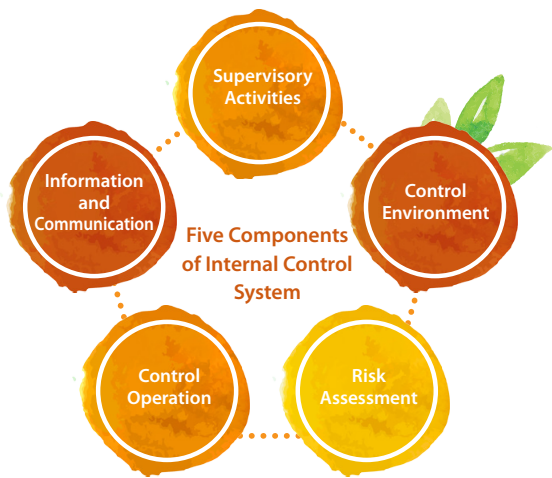 Supervisory
Activities
Information
and
Communication
Control
Environment
Five Components
of Internal Control
System
Control
Operation
Risk
Assessment